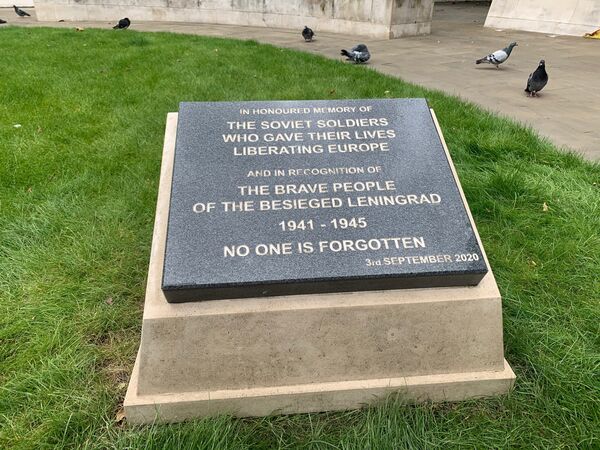 IN HONOURED MEMORY OF
THE SOVIET SOLDIERS
WHO GAVE THEIR LIVES
LIBERATING EUROPE
AND IN RECOGNITION OF
THE BRAVE PEOPLE
OF THE BESIEGED LENINGRAD
1941 - 1945
NO ONE IS FORGOTTEN
3RD SEPTEMBER 2020